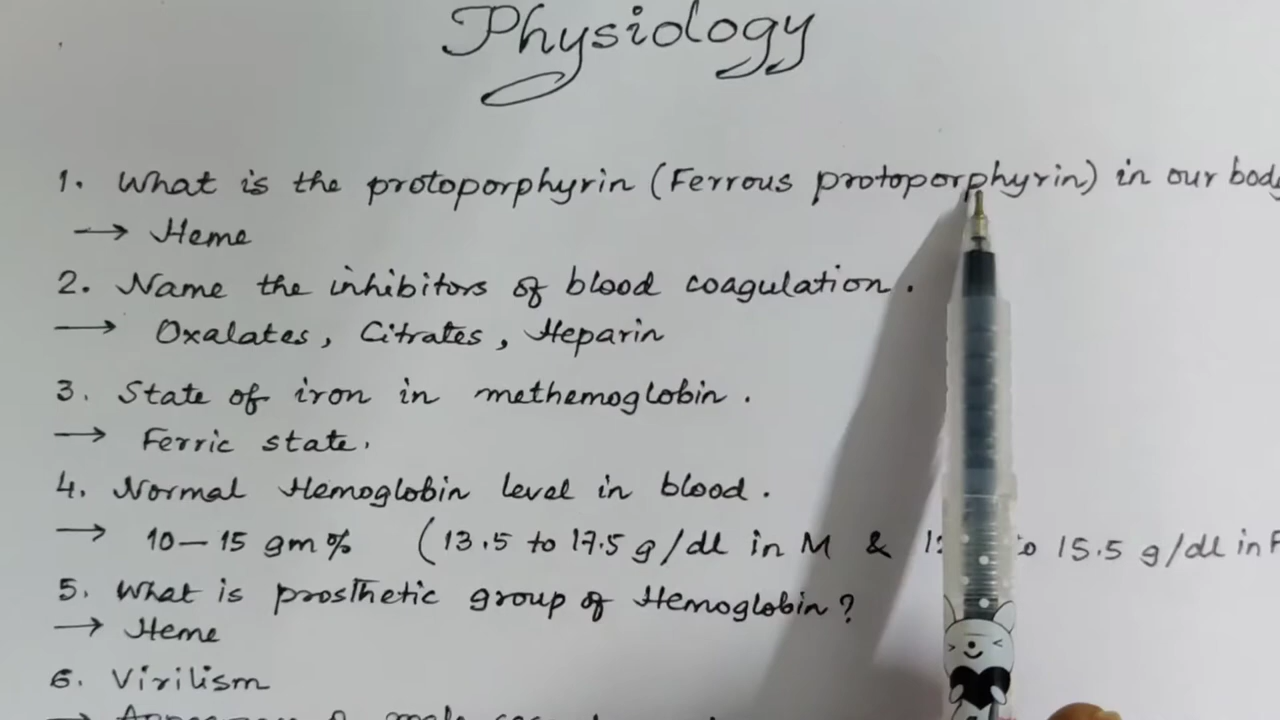 Physiology
1. What is the protoporphyrin (Ferrous protoporphyrin) in our body
→ Heme
2. Name the inhibitors of blood coagulation.
→ Oxalates, Citrates, Heparin
3. State of iron in methemoglobin.
→ Ferric state.
4. Normal Hemoglobin level in blood.
→ 10–15 gm% (13.5 to 17.5 g/dl in M & to 15.5 g/dl in F
5. What is prosthetic group of Hemoglobin?
→ Heme
6. Virilism